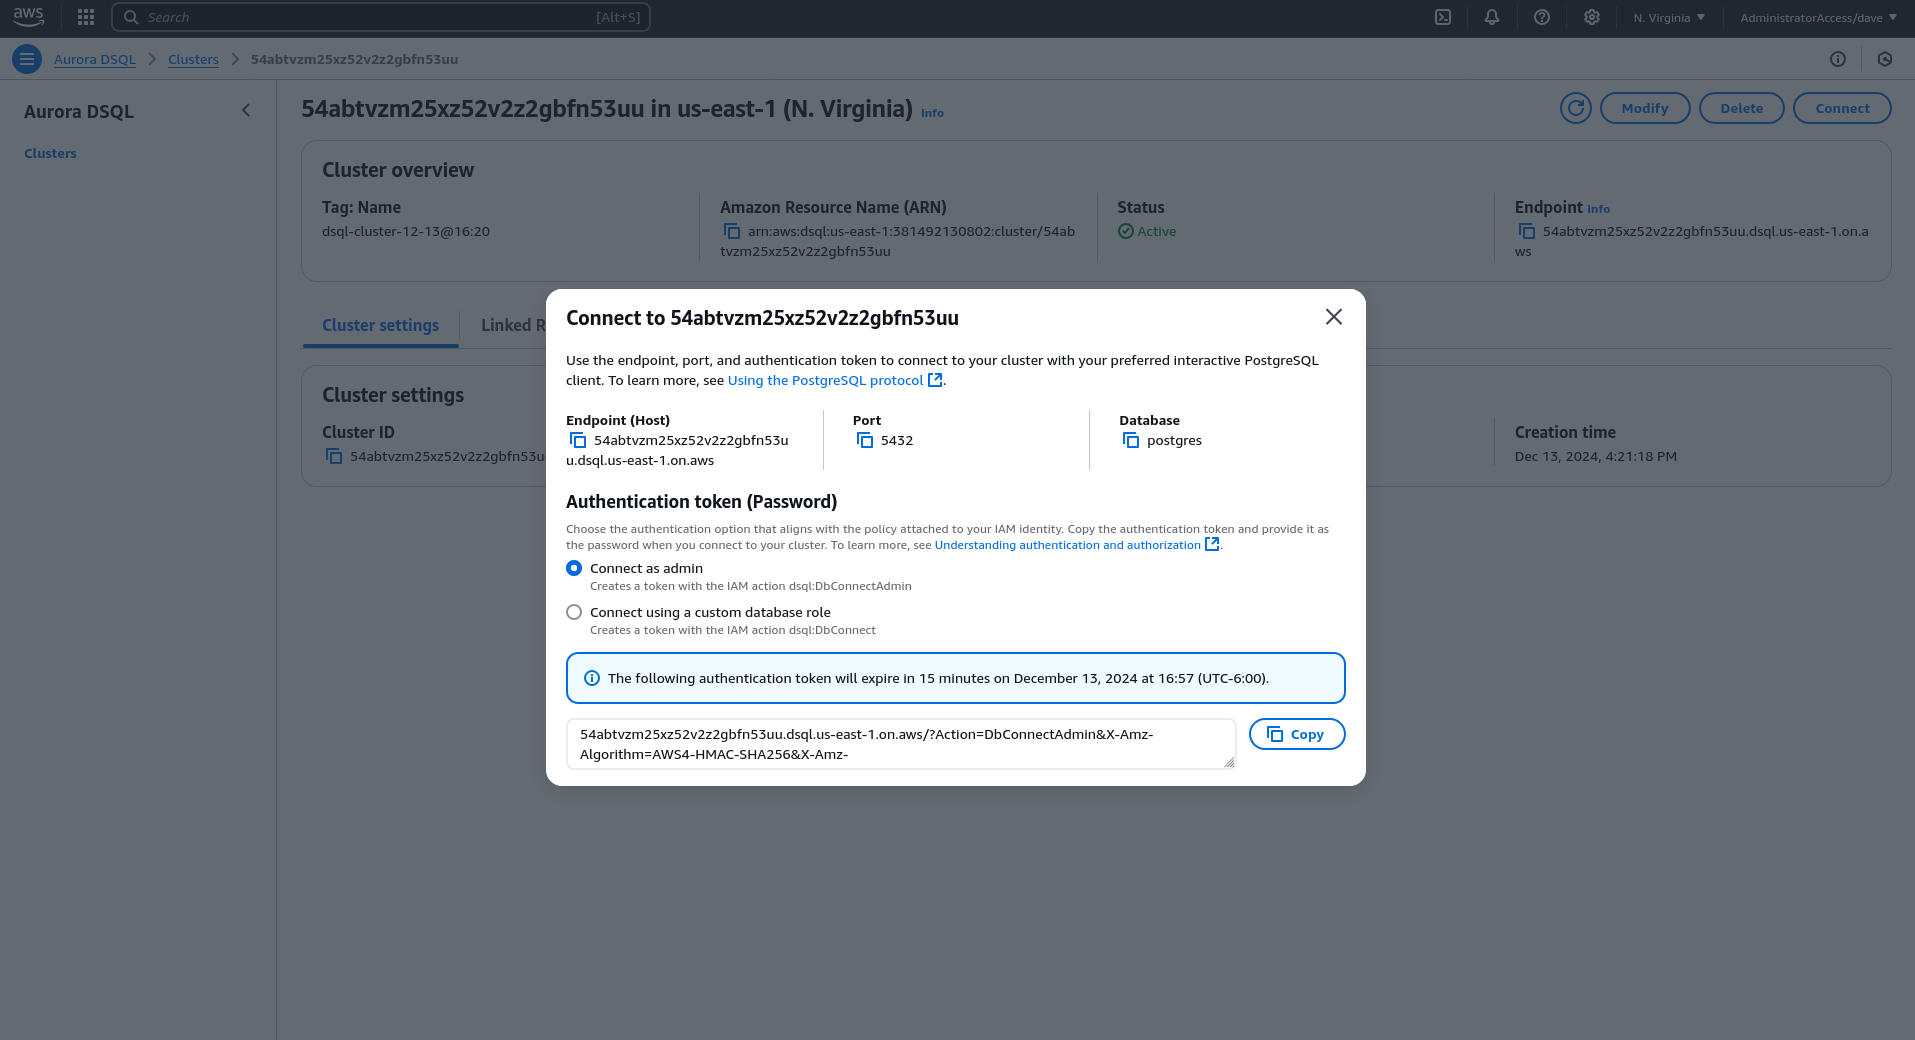 aws
Search [Alt+S]
N. Virginia AdministratorAccess/dave
Aurora DSQL Clusters 54abtvzm25xz52v2z2gbfn53uu
Aurora DSQL
Clusters
54abtvzm25xz52v2z2gbfn53uu in us-east-1 (N. Virginia) Info
Modify Delete Connect
Cluster overview
Tag: Name
dsql-cluster-12-13@16:20
Amazon Resource Name (ARN)
arn:aws:dsql:us-east-1:381492130802:cluster/54ab
tvzm25xz52v2z2gbfn53uu
Status
Active
Endpoint Info
54abtvzm25xz52v2z2gbfn53uu.dsql.us-east-1.on.a
ws
Cluster settings Linked R
Cluster settings
Cluster ID
54abtvzm25xz52v2z2gbfn53u
Creation time
Dec 13, 2024, 4:21:18 PM
Connect to 54abtvzm25xz52v2z2gbfn53uu
Use the endpoint, port, and authentication token to connect to your cluster with your preferred interactive PostgreSQL
client. To learn more, see Using the PostgreSQL protocol.
Endpoint (Host)
54abtvzm25xz52v2z2gbfn53u
u.dsql.us-east-1.on.aws
Port
5432
Database
postgres
Authentication token (Password)
Choose the authentication option that aligns with the policy attached to your IAM identity. Copy the authentication token and provide it as
the password when you connect to your cluster. To learn more, see Understanding authentication and authorization.
Connect as admin
Creates a token with the IAM action dsql:DbConnectAdmin
Connect using a custom database role
Creates a token with the IAM action dsql:DbConnect
The following authentication token will expire in 15 minutes on December 13, 2024 at 16:57 (UTC-6:00).
54abtvzm25xz52v2z2gbfn53uu.dsql.us-east-1.on.aws/?Action=DbConnectAdmin&X-Amz-
Algorithm=AWS4-HMAC-SHA256&X-Amz-
Copy